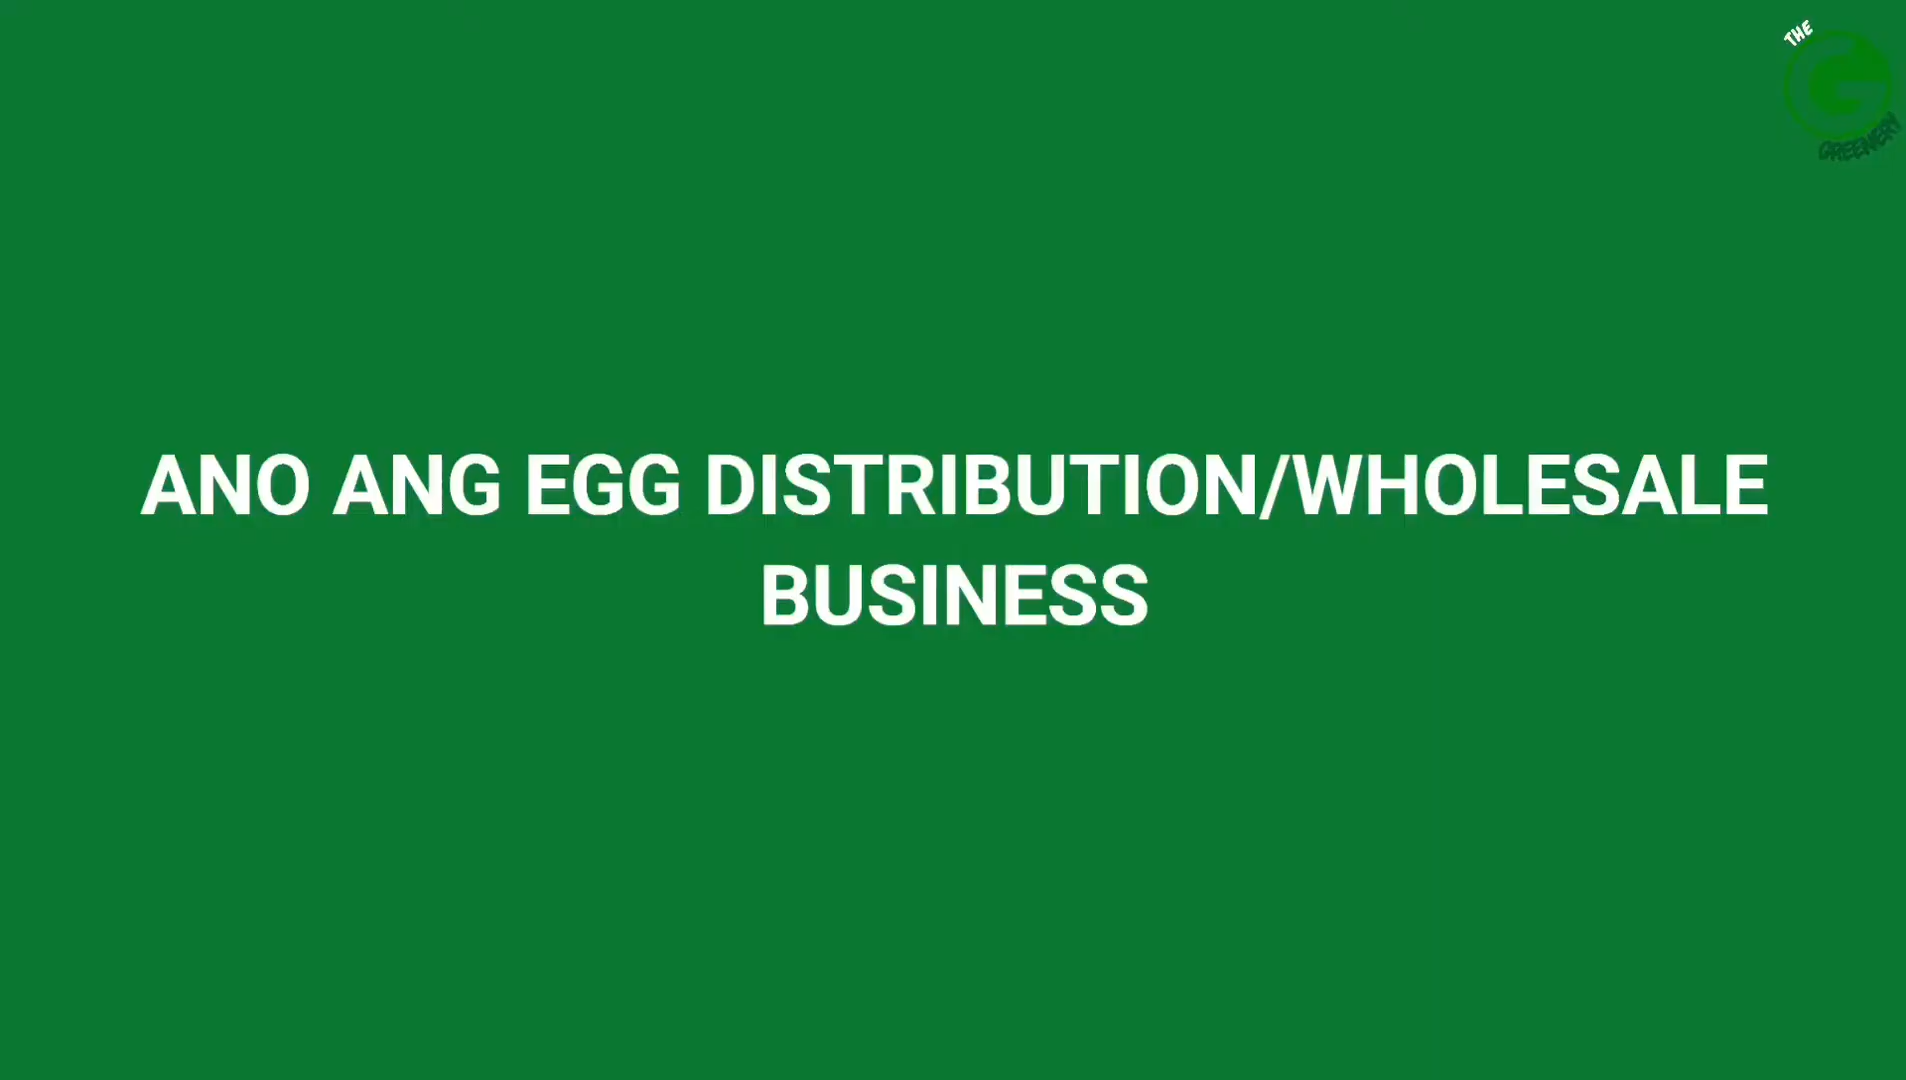 THE
G
GREENERY
ANO ANG EGG DISTRIBUTION/WHOLESALE
BUSINESS